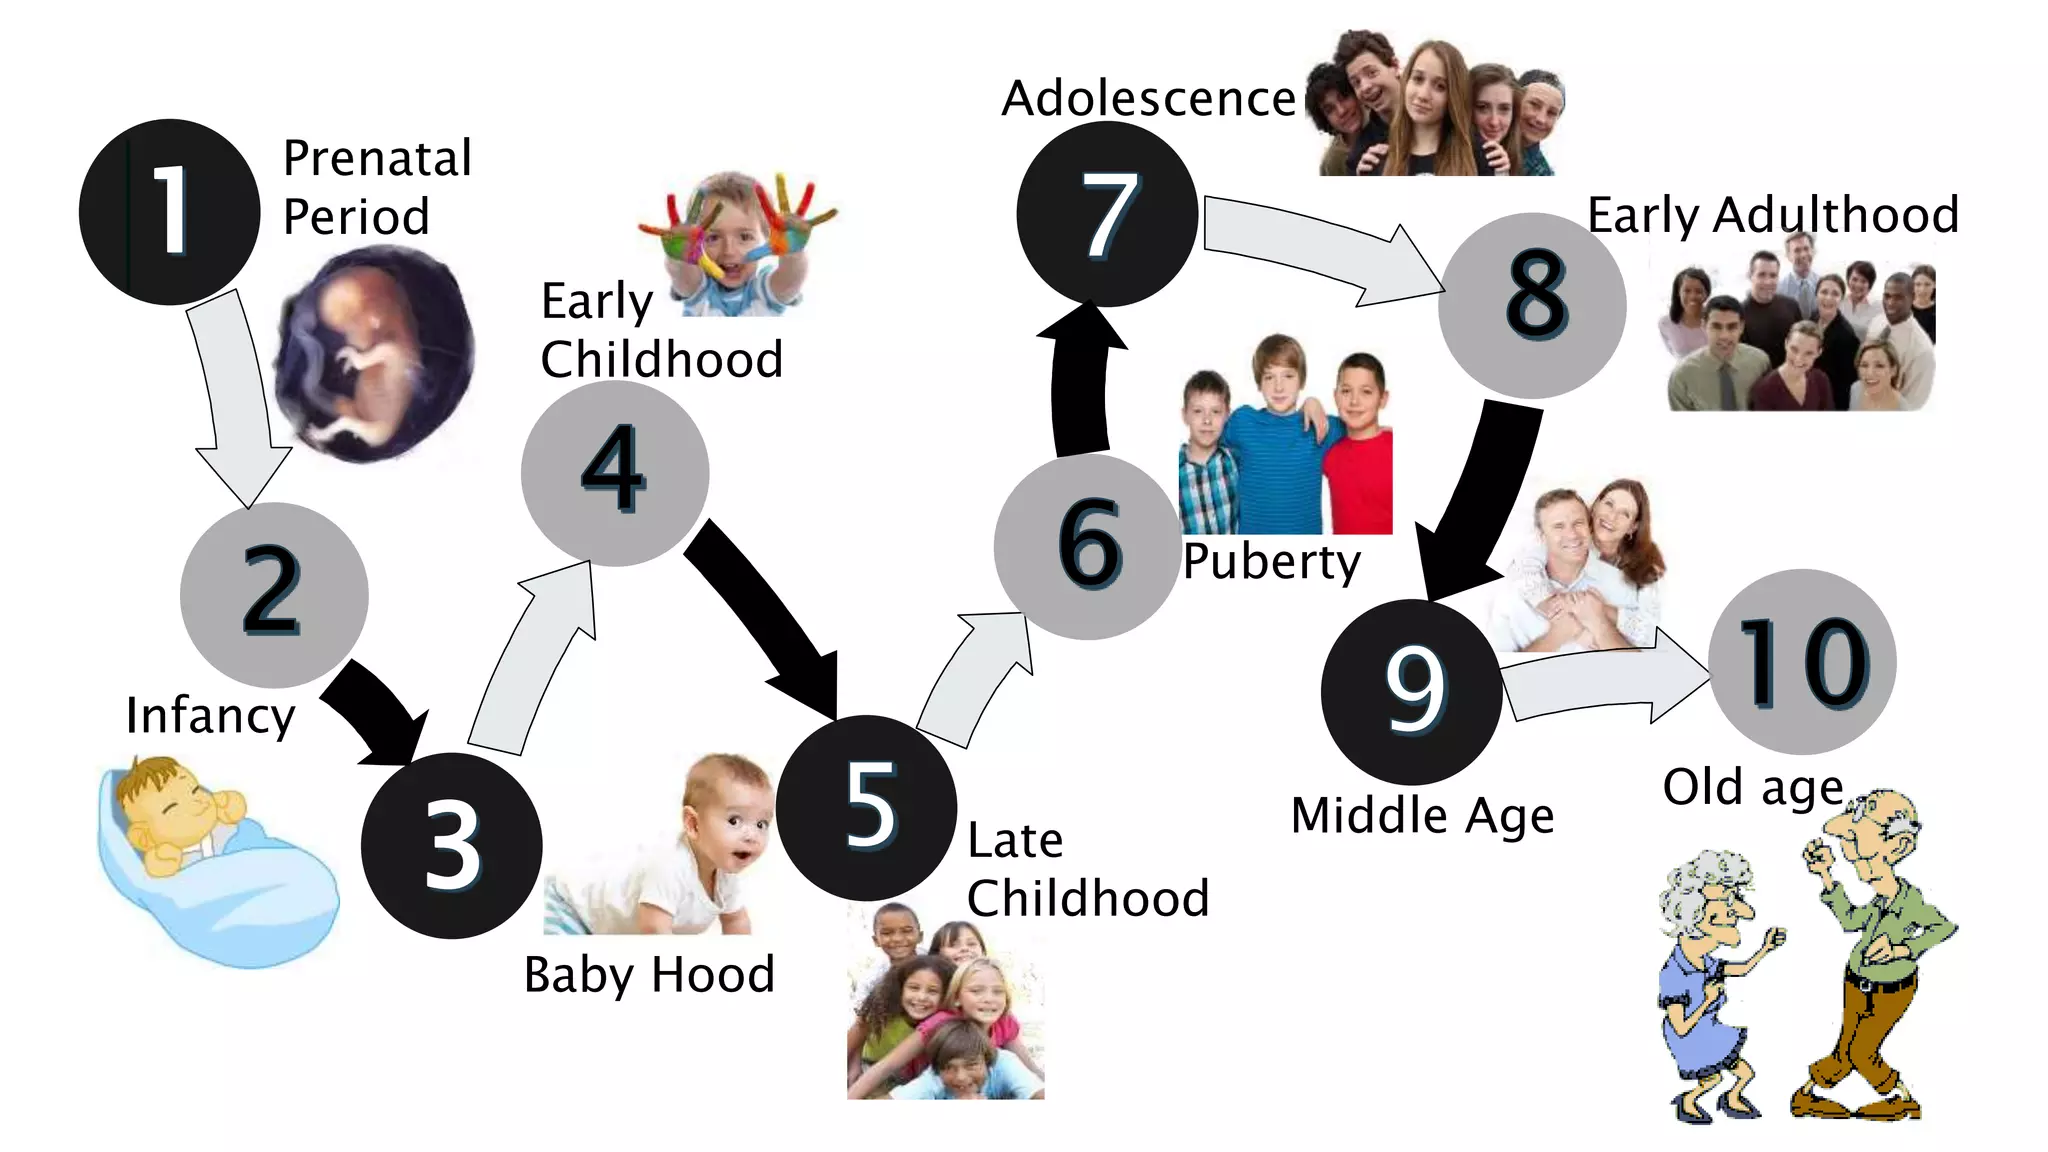 1
Prenatal
Period
2
Infancy
3
Baby Hood
4
Early
Childhood
5
Late
Childhood
6
Puberty
7
Adolescence
8
Early Adulthood
9
Middle Age
10
Old age